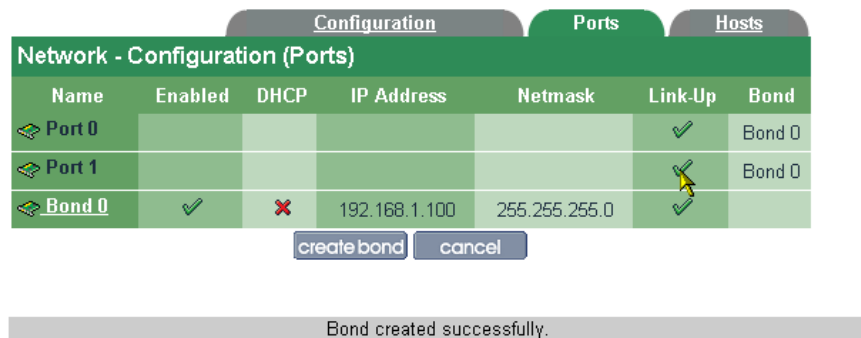 Configuration Ports Hosts
Network - Configuration (Ports)
Name Enabled DHCP IP Address Netmask Link-Up Bond
Port 0 Bond 0
Port 1 Bond 0
Bond 0 192.168.1.100 255.255.255.0
create bond cancel
Bond created successfully.